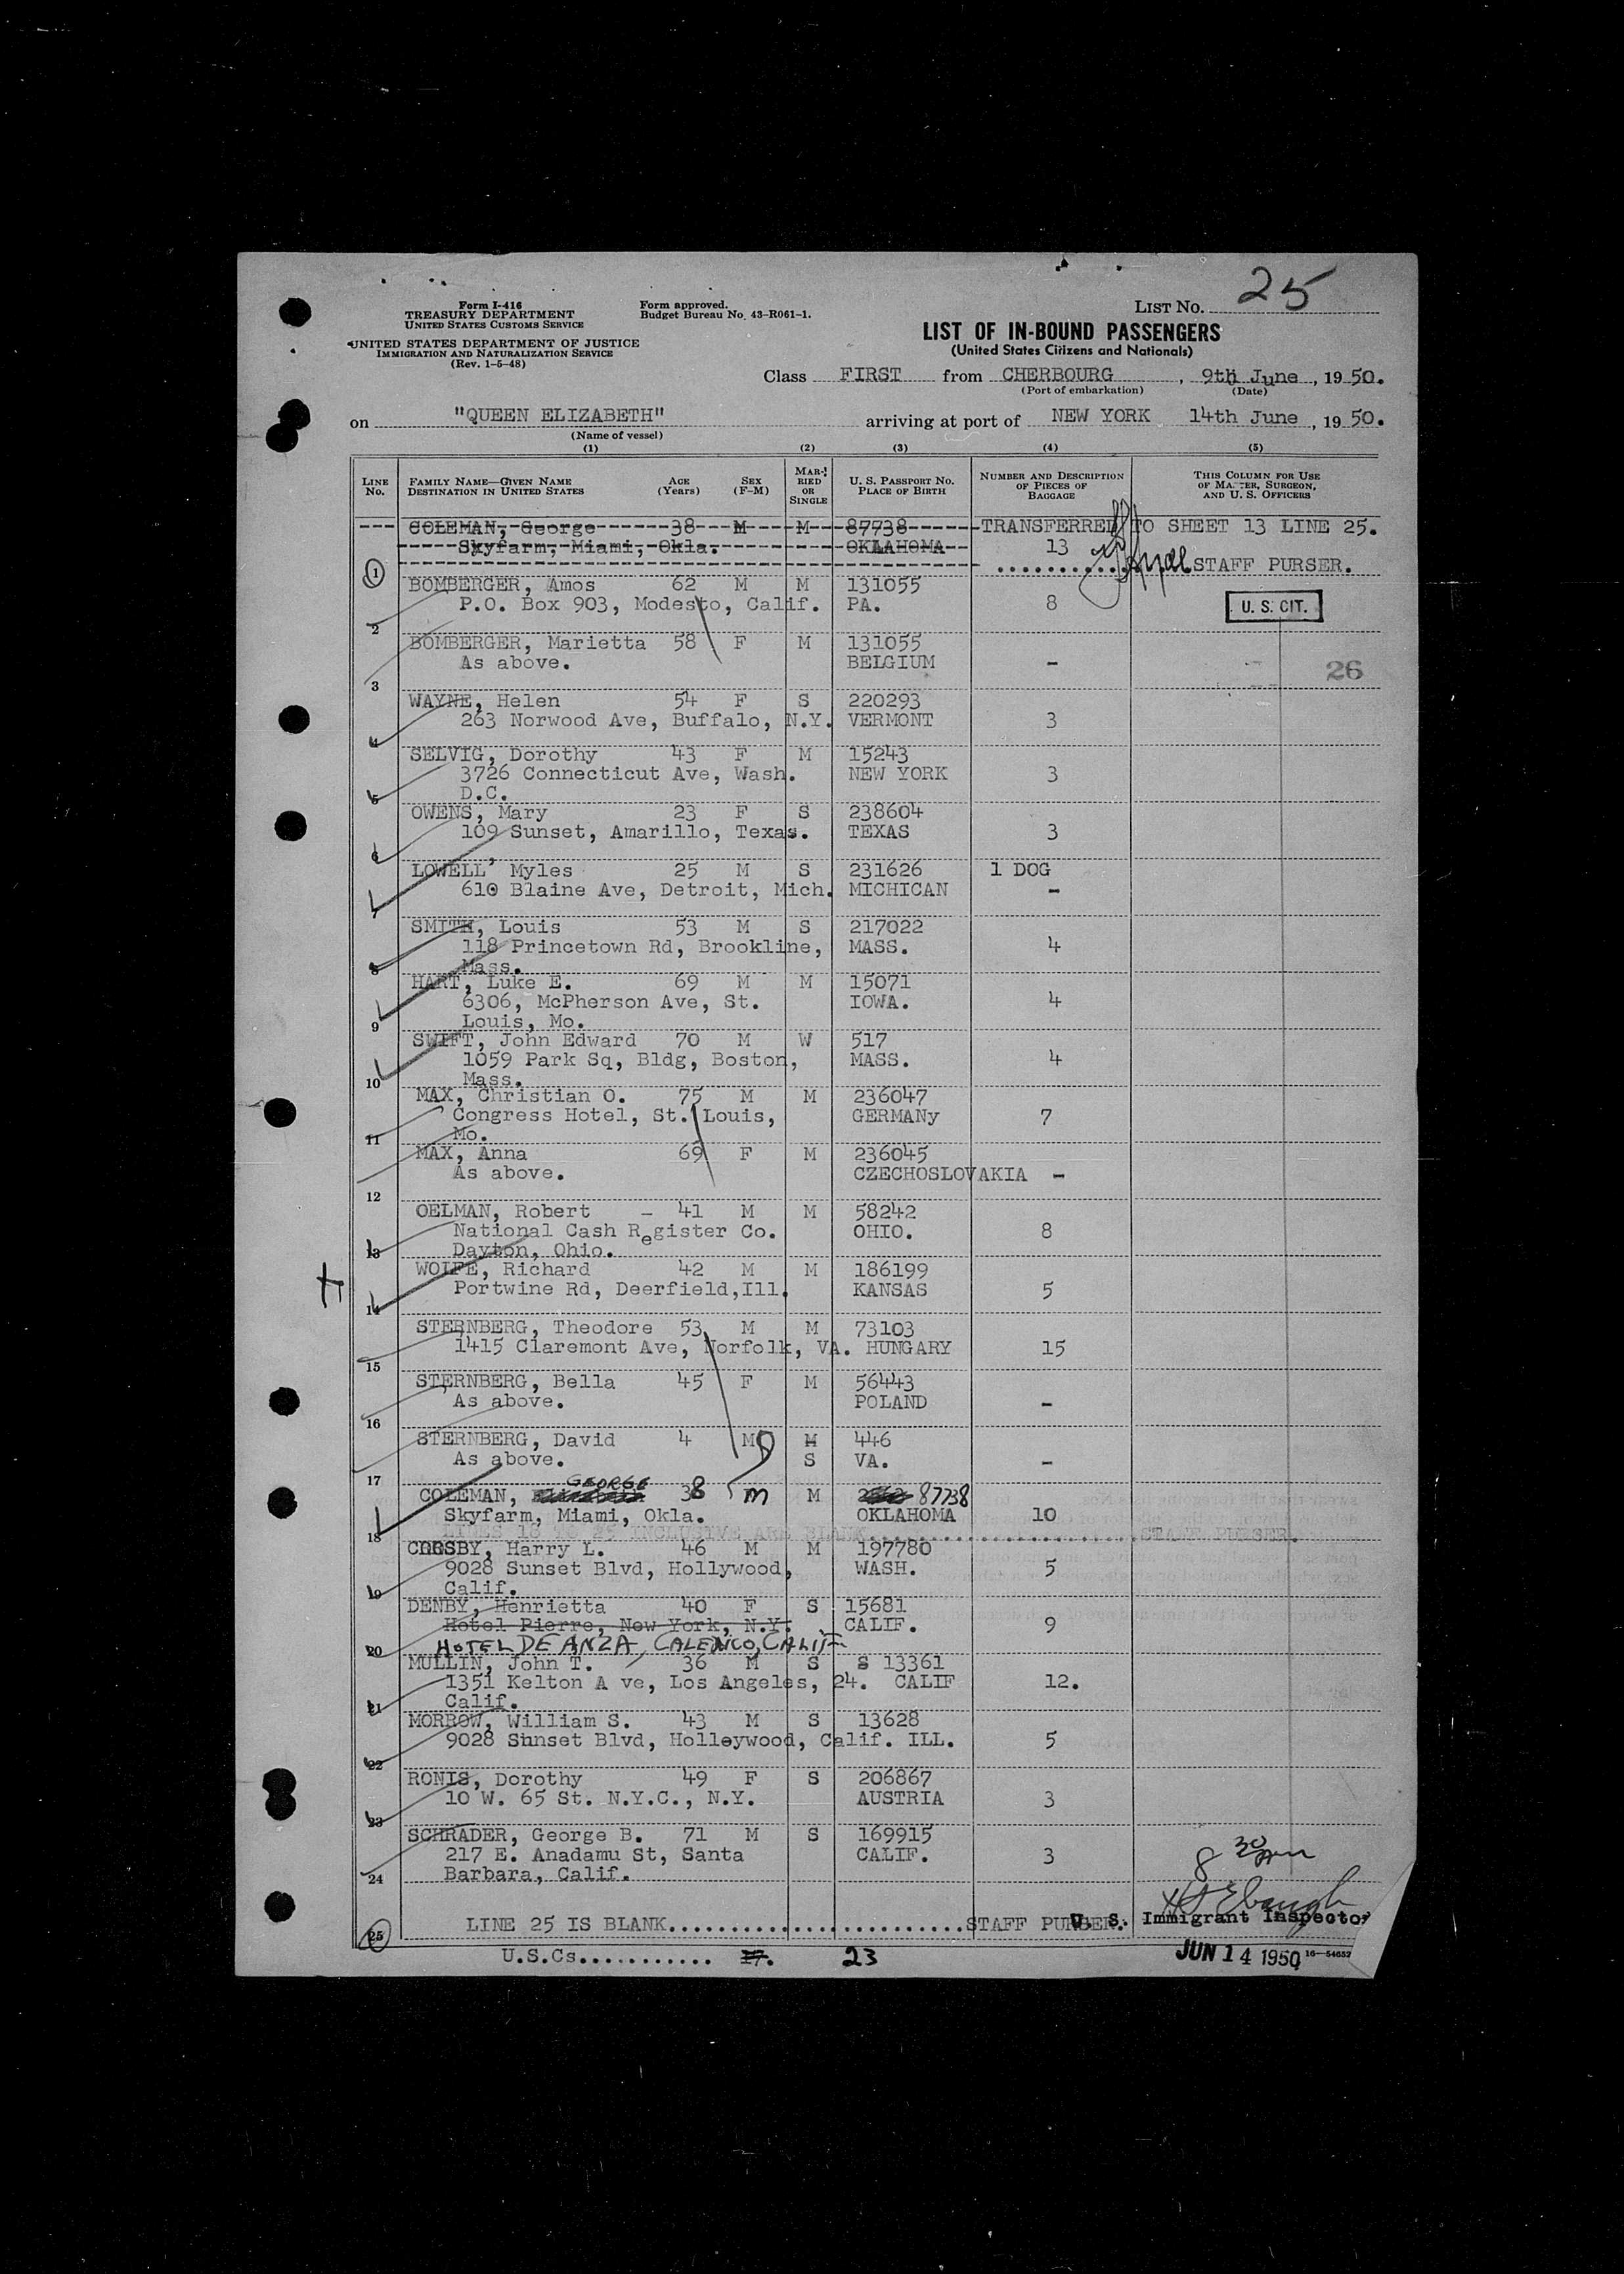 25
Form I-416
TREASURY DEPARTMENT
UNITED STATES CUSTOMS SERVICE
UNITED STATES DEPARTMENT OF JUSTICE
IMMIGRATION AND NATURALIZATION SERVICE
(Rev. 1-5-48)
Form approved.
Budget Bureau No. 43-R061-1.
LIST NO.
LIST OF IN-BOUND PASSENGERS
(United States Citizens and Nationals)
Class FIRST from CHERBOURG, 9th June, 1950.
(Port of embarkation) (Date)
on "QUEEN ELIZABETH" arriving at port of NEW YORK 14th June, 1950.
(Name of vessel)
(1) (2) (3) (4) (5)
LINE NO. FAMILY NAME—GIVEN NAME DESTINATION IN UNITED STATES AGE (Years) SEX (F-M) MARRIED OR SINGLE U. S. PASSPORT NO. PLACE OF BIRTH NUMBER AND DESCRIPTION OF PIECES OF BAGGAGE THIS COLUMN FOR USE OF MASTER, SURGEON, AND U. S. OFFICERS
COLEMAN, George 38 M M 87738 TRANSFERRED TO SHEET 13 LINE 25.
Skyfarm, Miami, Okla. OKLAHOMA 13
1 STAFF PURSER.
BOMBERGER, Amos 62 M M 131055
P.O. Box 903, Modesto, Calif. PA. 8 U. S. CIT.
2
BOMBERGER, Marietta 58 F M 131055
As above. BELGIUM - 26
3
WAYNE, Helen 54 F S 220293
263 Norwood Ave, Buffalo, N.Y. VERMONT 3
4
SELVIG, Dorothy 43 F M 15243
3726 Connecticut Ave, Wash. NEW YORK 3
5 D.C.
OWENS, Mary 23 F S 238604
109 Sunset, Amarillo, Texas. TEXAS 3
6
LOWELL, Myles 25 M S 231626 1 DOG
610 Blaine Ave, Detroit, Mich. MICHICAN -
7
SMITH, Louis 53 M S 217022
118 Princetown Rd, Brookline, MASS. 4
8 Mass.
HART, Luke E. 69 M M 15071
6306, McPherson Ave, St. IOWA. 4
9 Louis, Mo.
SWIFT, John Edward 70 M W 517
1059 Park Sq, Bldg, Boston, MASS. 4
10 Mass.
MAX, Christian O. 75 M M 236047
Congress Hotel, St. Louis, GERMANy 7
11 Mo.
MAX, Anna 69 F M 236045
As above. CZECHOSLOVAKIA -
12
OELMAN, Robert - 41 M M 58242
National Cash Register Co. OHIO. 8
13 Dayton, Ohio.
WOLFE, Richard 42 M M 186199
Portwine Rd, Deerfield,Ill. KANSAS 5
14
STERNBERG, Theodore 53 M M 73103
1415 Claremont Ave, Norfolk, VA. HUNGARY 15
15
STERNBERG, Bella 45 F M 56443
As above. POLAND -
16
STERNBERG, David 4 M M 446
As above. S VA. -
17 GEORGE
COLEMAN, 38 m M 87738
Skyfarm, Miami, Okla. OKLAHOMA 10
18 LINES 18 TO 25 INCLUSIVE ARE BLANK STAFF PURSER.
CROSBY, Harry L. 46 M M 197780
9028 Sunset Blvd, Hollywood, WASH. 5
19 Calif.
DENBY, Henrietta 40 F S 15681
Hotel Pierre, New York, N.Y. CALIF. 9
20 HOTEL DE ANZA, CALEXICO, CALIF
MULLIN, John T. 36 M S S 13361
1351 Kelton A ve, Los Angeles, 24. CALIF 12.
21 Calif.
MORROW, William S. 43 M S 13628
9028 Sunset Blvd, Holleywood, Calif. ILL. 5
22
RONIS, Dorothy 49 F S 206867
10 W. 65 St. N.Y.C., N.Y. AUSTRIA 3
23
SCHRADER, George B. 71 M S 169915
217 E. Anadamu St, Santa CALIF. 3 8 30 pm
24 Barbara, Calif.
LINE 25 IS BLANK........................STAFF PURSER. U. S. Immigrant Inspector
25
U.S.Cs........... 17. 23 JUN 14 1950 16—54652